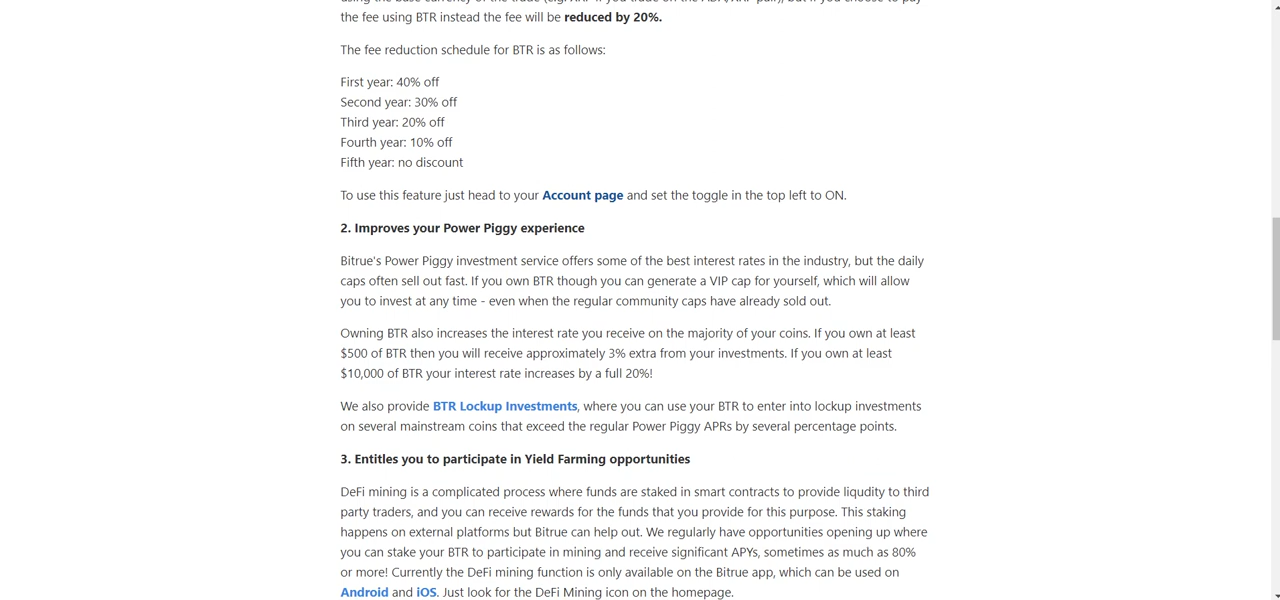 the fee using BTR instead the fee will be reduced by 20%.
The fee reduction schedule for BTR is as follows:
First year: 40% off
Second year: 30% off
Third year: 20% off
Fourth year: 10% off
Fifth year: no discount
To use this feature just head to your Account page and set the toggle in the top left to ON.
2. Improves your Power Piggy experience
Bitrue's Power Piggy investment service offers some of the best interest rates in the industry, but the daily
caps often sell out fast. If you own BTR though you can generate a VIP cap for yourself, which will allow
you to invest at any time - even when the regular community caps have already sold out.
Owning BTR also increases the interest rate you receive on the majority of your coins. If you own at least
$500 of BTR then you will receive approximately 3% extra from your investments. If you own at least
$10,000 of BTR your interest rate increases by a full 20%!
We also provide BTR Lockup Investments, where you can use your BTR to enter into lockup investments
on several mainstream coins that exceed the regular Power Piggy APRs by several percentage points.
3. Entitles you to participate in Yield Farming opportunities
DeFi mining is a complicated process where funds are staked in smart contracts to provide liqudity to third
party traders, and you can receive rewards for the funds that you provide for this purpose. This staking
happens on external platforms but Bitrue can help out. We regularly have opportunities opening up where
you can stake your BTR to participate in mining and receive significant APYs, sometimes as much as 80%
or more! Currently the DeFi mining function is only available on the Bitrue app, which can be used on
Android and iOS. Just look for the DeFi Mining icon on the homepage.